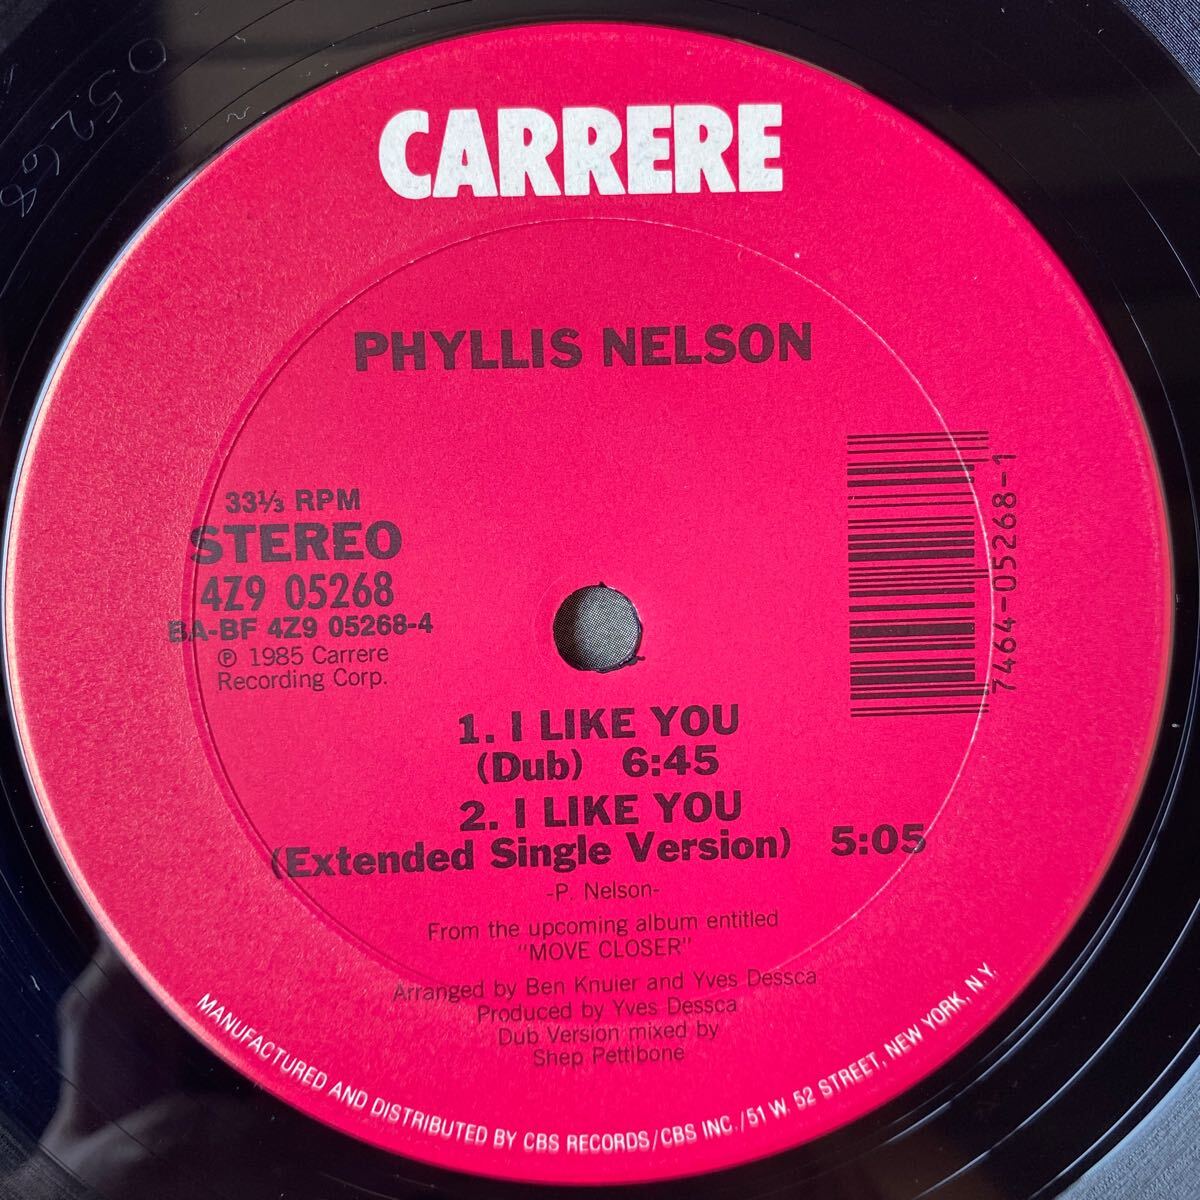 CARRERE
PHYLLIS NELSON
33⅓ RPM
STEREO
4Z9 05268
BA-BF 4Z9 05268-4
℗ 1985 Carrere
Recording Corp.
7464-05268-1
1. I LIKE YOU
(Dub) 6:45
2. I LIKE YOU
(Extended Single Version) 5:05
-P. Nelson-
From the upcoming album entitled
"MOVE CLOSER"
Arranged by Ben Knuier and Yves Dessca
Produced by Yves Dessca
Dub Version mixed by
Shep Pettibone
MANUFACTURED AND DISTRIBUTED BY CBS RECORDS/CBS INC./51 W. 52 STREET, NEW YORK, N.Y.
05268